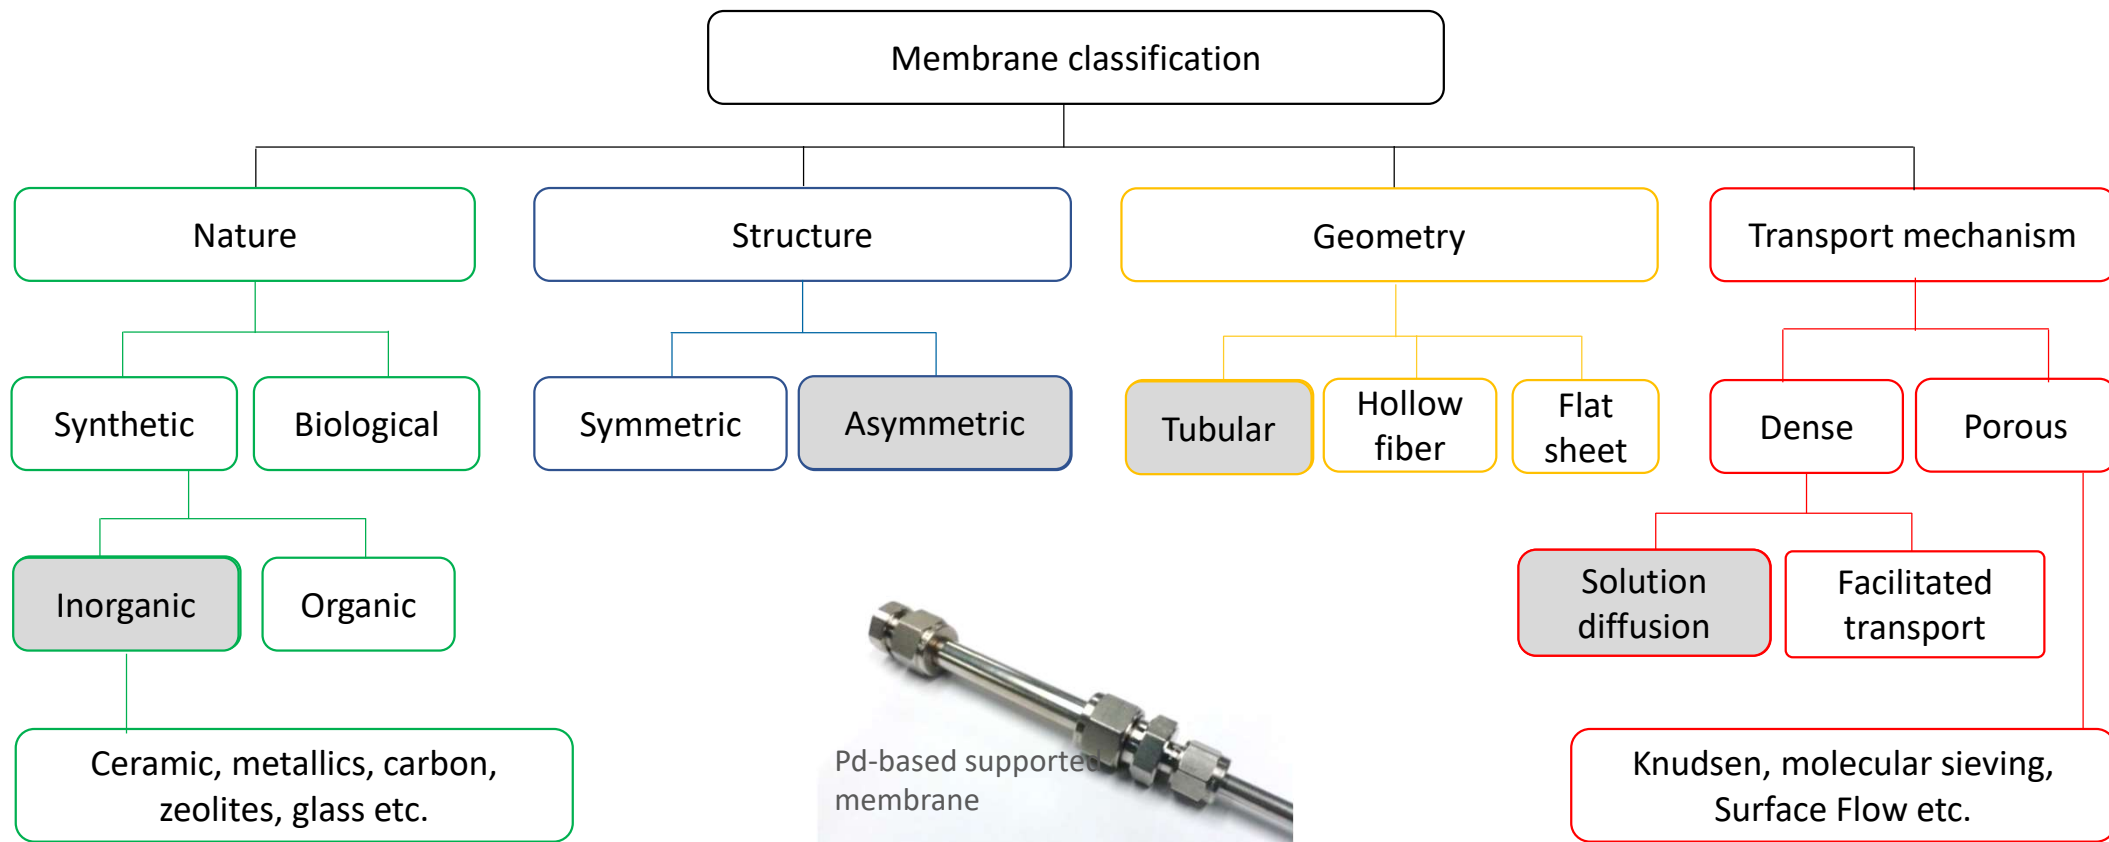 Membrane classification
Nature
Structure
Geometry
Transport mechanism
Synthetic
Biological
Symmetric
Asymmetric
Tubular
Hollow
fiber
Flat
sheet
Dense
Porous
Inorganic
Organic
Solution
diffusion
Facilitated
transport
Ceramic, metallics, carbon,
zeolites, glass etc.
Pd-based supported
membrane
Knudsen, molecular sieving,
Surface Flow etc.